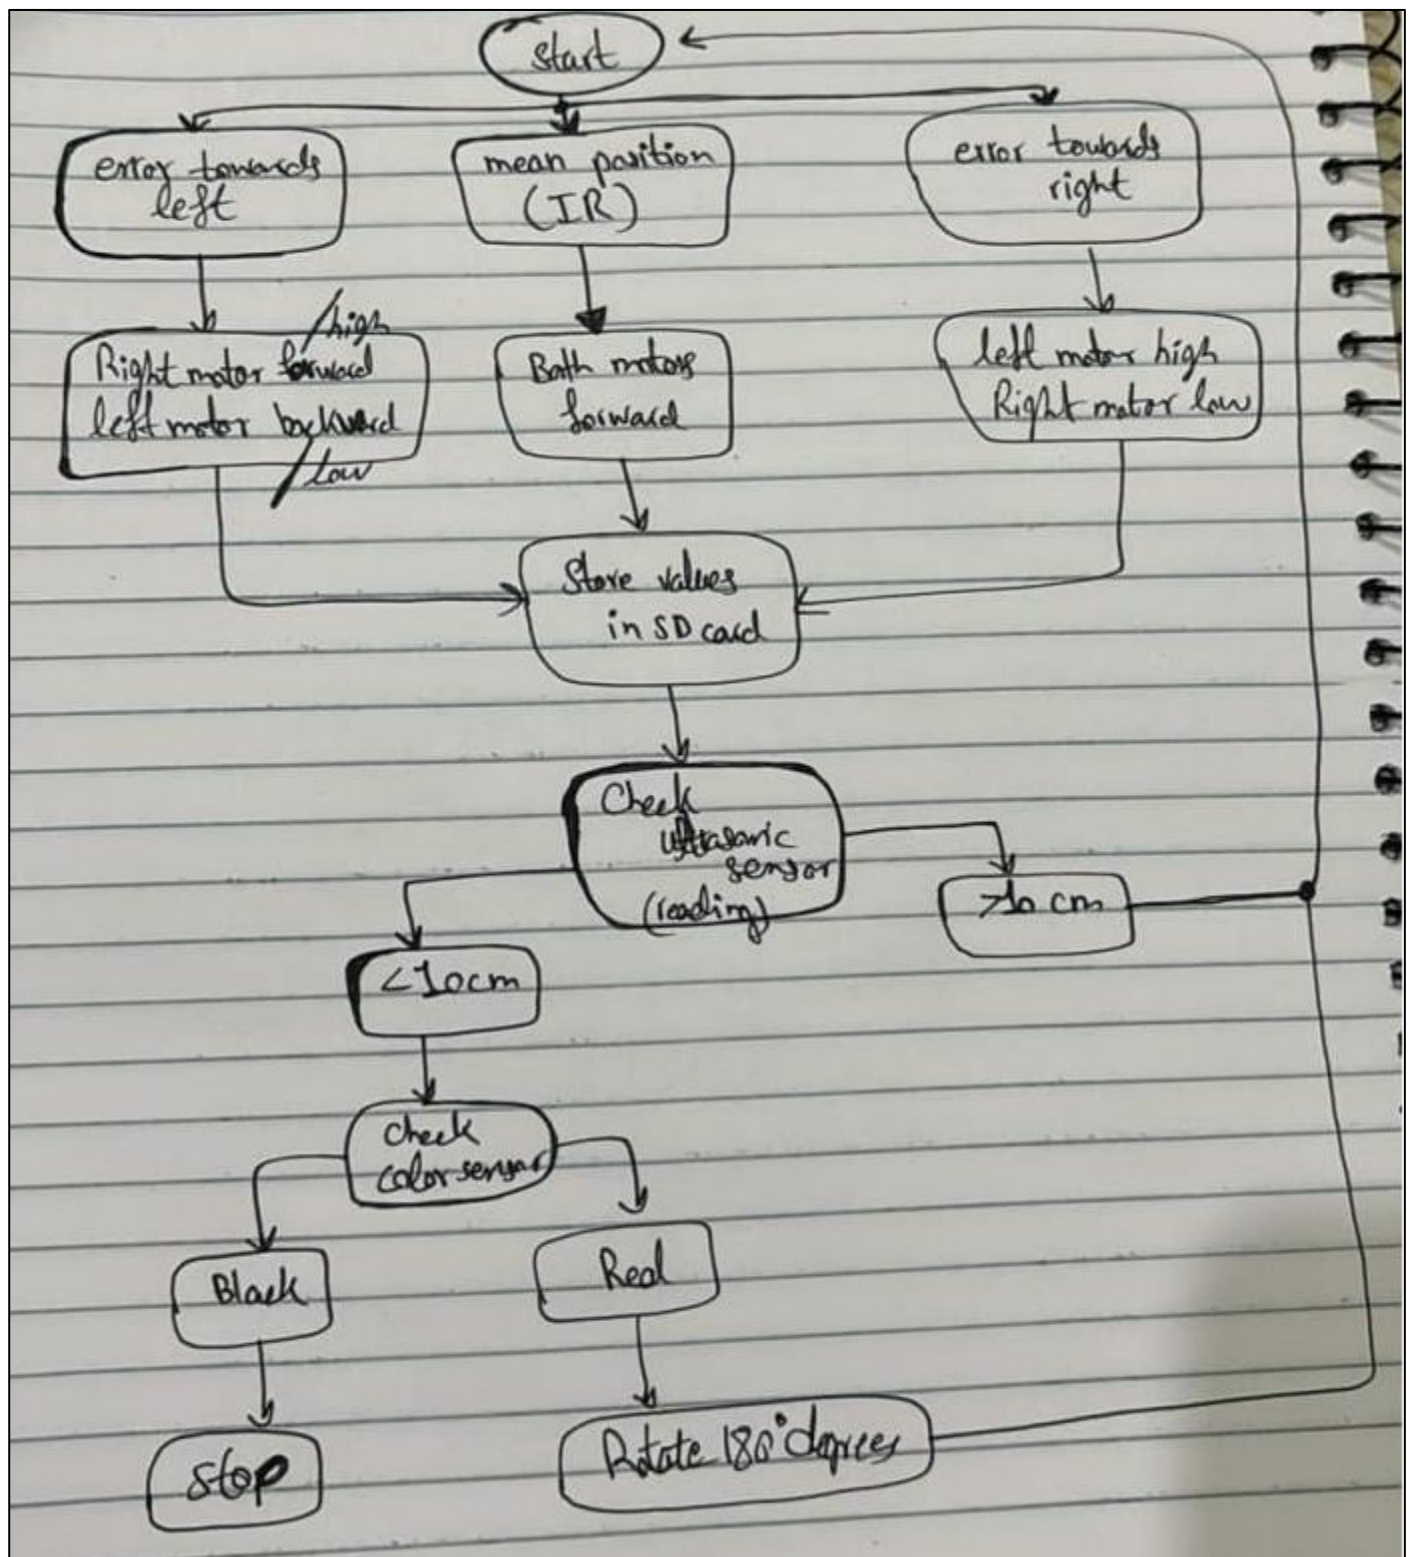 Start
error towards
left
mean position
(IR)
error towards
right
/high
Right motor forward
left motor backward
/low
Both motors
forward
left motor high
Right motor low
Store values
in SD card
Check
ultrasonic
sensor
(reading)
>10 cm
<10cm
Check
color sensor
Black
Red
Stop
Rotate 180° degrees